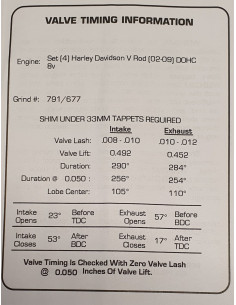 VALVE TIMING INFORMATION
Engine: Set (4) Harley Davidson V Rod (02-09) DOHC
8v
Grind #: 791/677
SHIM UNDER 33MM TAPPETS REQUIRED
Intake Exhaust
Valve Lash: .008 - .010 .010 - .012
Valve Lift: 0.492 0.452
Duration: 290° 284°
Duration @ 0.050 : 256° 254°
Lobe Center: 105° 110°
Intake Opens 23° Before TDC Exhaust Opens 57° Before BDC
Intake Closes 53° After BDC Exhaust Closes 17° After TDC
Valve Timing Is Checked With Zero Valve Lash
@ 0.050 Inches Of Valve Lift.